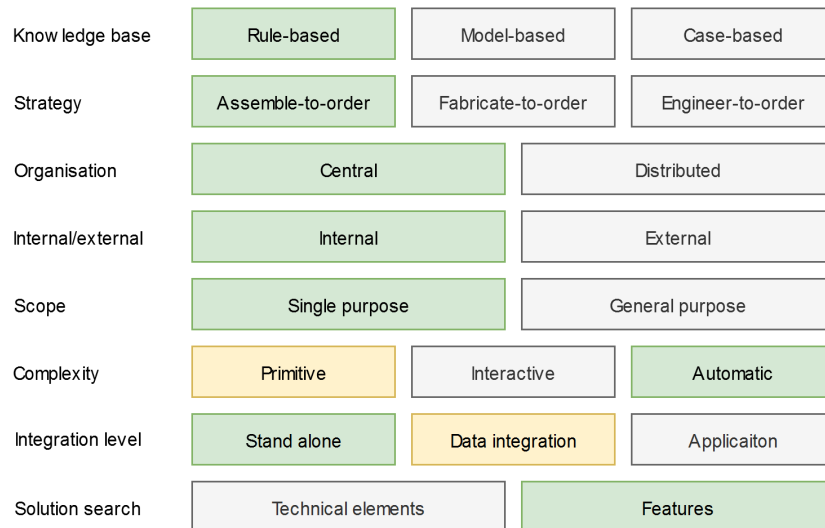 Knowledge base Rule-based Model-based Case-based
Strategy Assemble-to-order Fabricate-to-order Engineer-to-order
Organisation Central Distributed
Internal/external Internal External
Scope Single purpose General purpose
Complexity Primitive Interactive Automatic
Integration level Stand alone Data integration Applicaiton
Solution search Technical elements Features